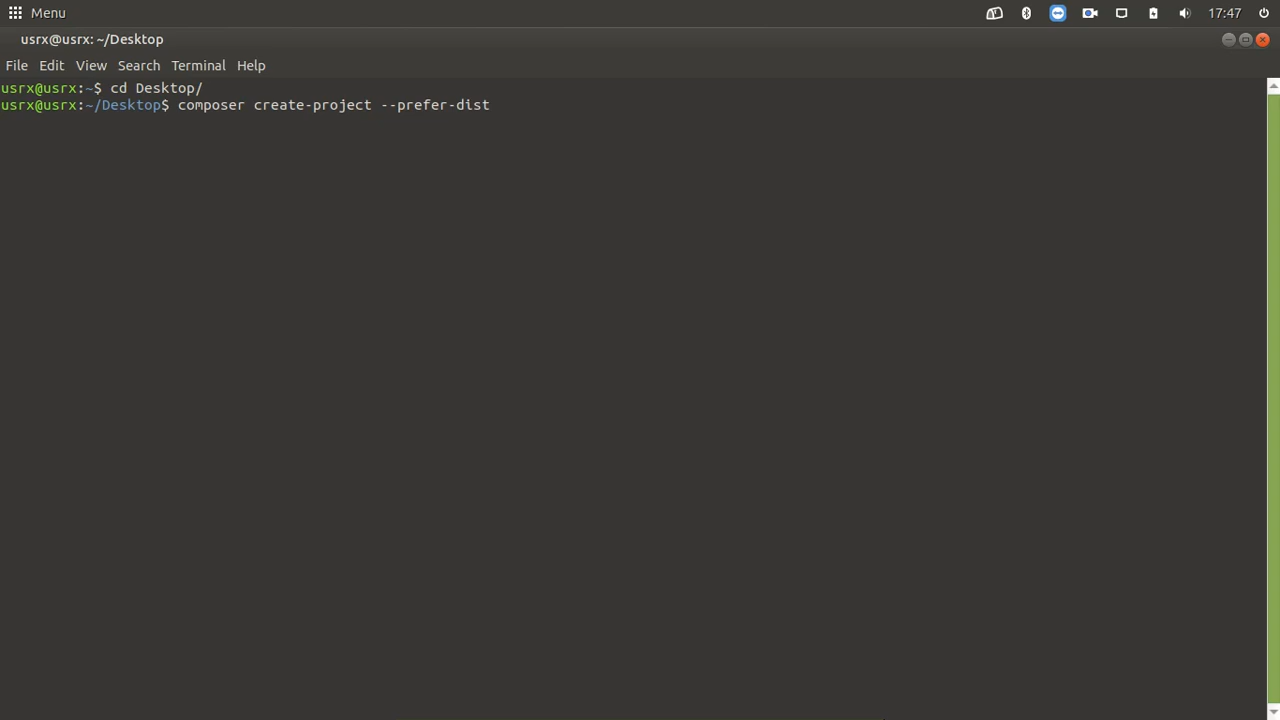 Menu
17:47
usrx@usrx: ~/Desktop
File Edit View Search Terminal Help
usrx@usrx:~$ cd Desktop/
usrx@usrx:~/Desktop$ composer create-project --prefer-dist